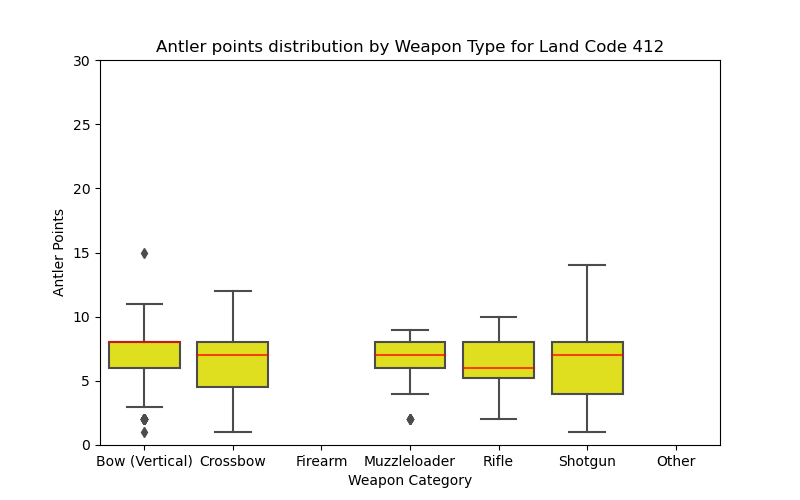 Antler points distribution by Weapon Type for Land Code 412
30
25
20
15
10
5
0
Antler Points
Bow (Vertical) Crossbow Firearm Muzzleloader Rifle Shotgun Other
Weapon Category